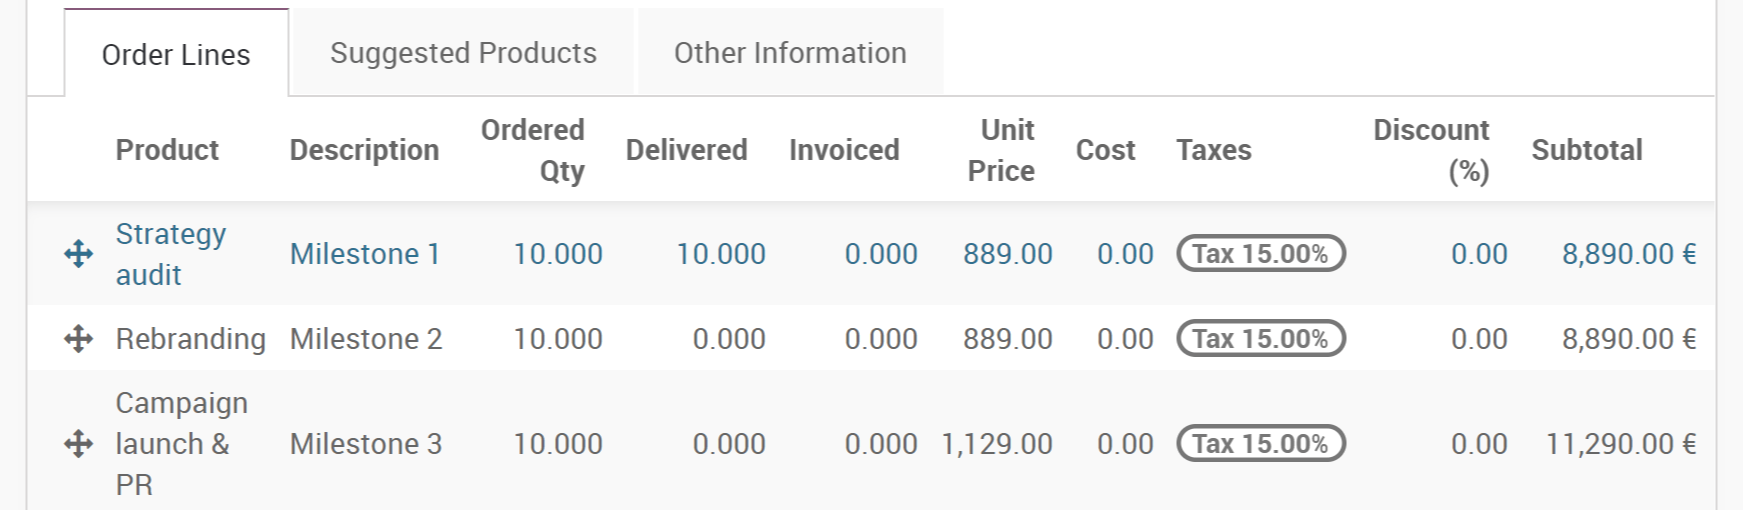 Order Lines Suggested Products Other Information
Product Description Ordered Qty Delivered Invoiced Unit Price Cost Taxes Discount (%) Subtotal
Strategy audit Milestone 1 10.000 10.000 0.000 889.00 0.00 Tax 15.00% 0.00 8,890.00 €
Rebranding Milestone 2 10.000 0.000 0.000 889.00 0.00 Tax 15.00% 0.00 8,890.00 €
Campaign launch & PR Milestone 3 10.000 0.000 0.000 1,129.00 0.00 Tax 15.00% 0.00 11,290.00 €